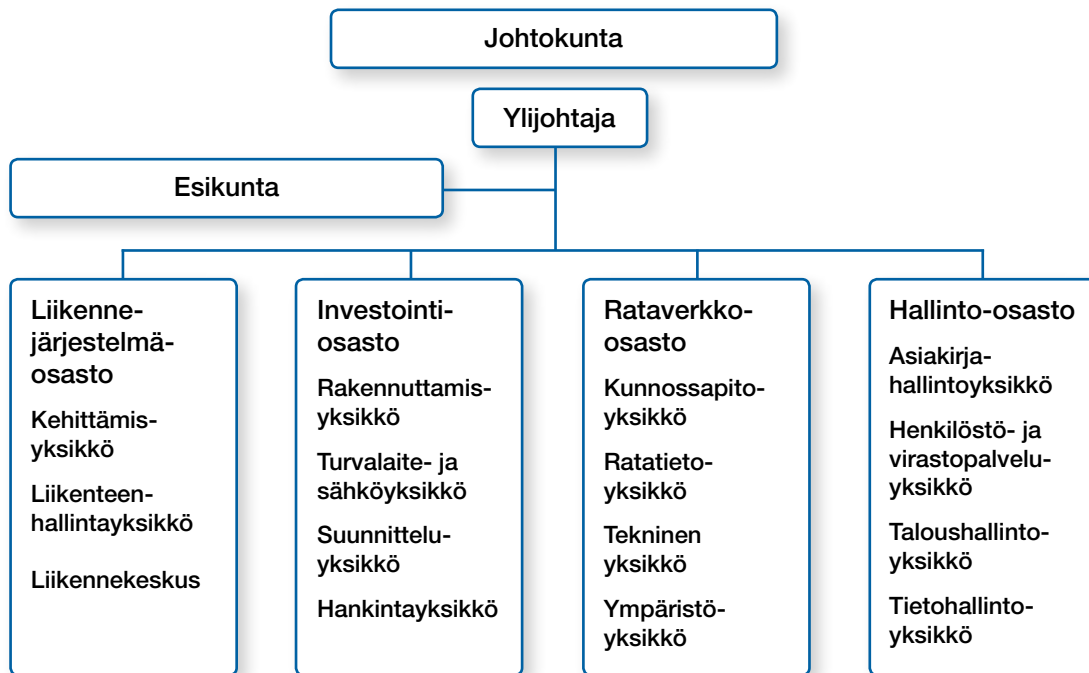 Johtokunta
Ylijohtaja
Esikunta
Liikenne-
järjestelmä-
osasto
Kehittämis-
yksikkö
Liikenteen-
hallintayksikkö
Liikennekeskus
Investointi-
osasto
Rakennuttamis-
yksikkö
Turvalaite- ja
sähköyksikkö
Suunnittelu-
yksikkö
Hankintayksikkö
Rataverkko-
osasto
Kunnossapito-
yksikkö
Ratatieto-
yksikkö
Tekninen
yksikkö
Ympäristö-
yksikkö
Hallinto-osasto
Asiakirja-
hallintoyksikkö
Henkilöstö- ja
virastopalvelu-
yksikkö
Taloushallinto-
yksikkö
Tietohallinto-
yksikkö